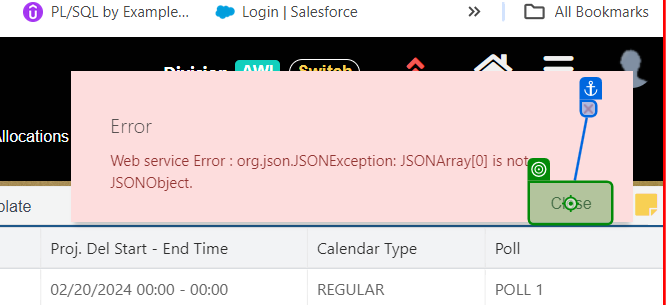 PL/SQL by Example...
Login | Salesforce
»
All Bookmarks
Division AWI Switch
Allocations
Error
Web service Error : org.json.JSONException: JSONArray[0] is not
JSONObject.
Close
plate
Proj. Del Start - End Time
Calendar Type
Poll
02/20/2024 00:00 - 00:00
REGULAR
POLL 1